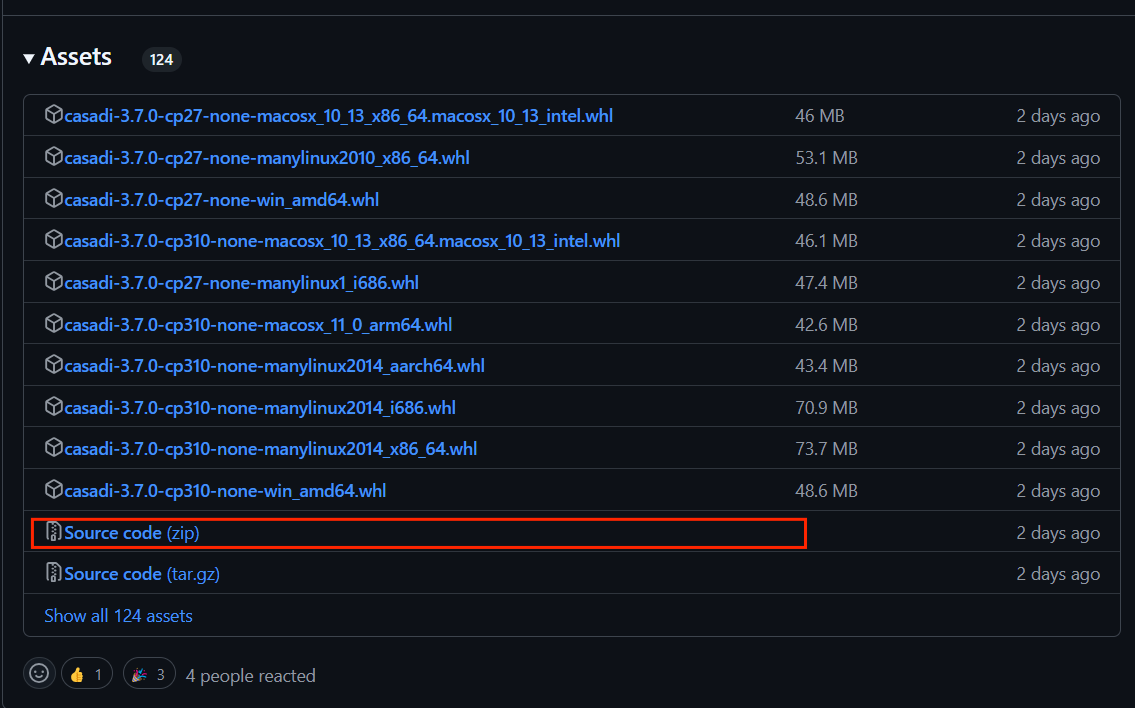 Assets 124
casadi-3.7.0-cp27-none-macosx_10_13_x86_64.macosx_10_13_intel.whl 46 MB 2 days ago
casadi-3.7.0-cp27-none-manylinux2010_x86_64.whl 53.1 MB 2 days ago
casadi-3.7.0-cp27-none-win_amd64.whl 48.6 MB 2 days ago
casadi-3.7.0-cp310-none-macosx_10_13_x86_64.macosx_10_13_intel.whl 46.1 MB 2 days ago
casadi-3.7.0-cp27-none-manylinux1_i686.whl 47.4 MB 2 days ago
casadi-3.7.0-cp310-none-macosx_11_0_arm64.whl 42.6 MB 2 days ago
casadi-3.7.0-cp310-none-manylinux2014_aarch64.whl 43.4 MB 2 days ago
casadi-3.7.0-cp310-none-manylinux2014_i686.whl 70.9 MB 2 days ago
casadi-3.7.0-cp310-none-manylinux2014_x86_64.whl 73.7 MB 2 days ago
casadi-3.7.0-cp310-none-win_amd64.whl 48.6 MB 2 days ago
Source code (zip) 2 days ago
Source code (tar.gz) 2 days ago
Show all 124 assets
1 3 4 people reacted